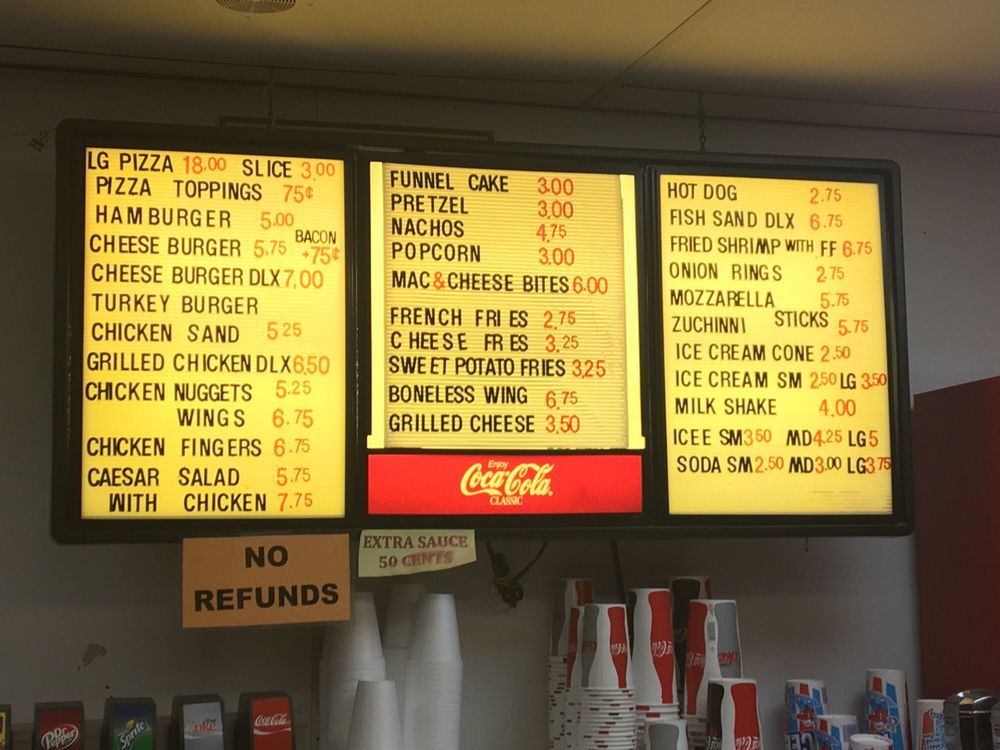 LG PIZZA 18.00 SLICE 3.00
PIZZA TOPPINGS 75¢
HAMBURGER 5.00
CHEESE BURGER 5.75 BACON +75¢
CHEESE BURGER DLX 7.00
TURKEY BURGER
CHICKEN SAND 5 25
GRILLED CHICKEN DLX 6.50
CHICKEN NUGGETS 5.25
WINGS 6.75
CHICKEN FINGERS 6.75
CAESAR SALAD 5.75
WITH CHICKEN 7.75
FUNNEL CAKE 3.00
PRETZEL 3.00
NACHOS 4.75
POPCORN 3.00
MAC&CHEESE BITES 6.00
FRENCH FRIES 2.75
CHEESE FRES 3.25
SWEET POTATO FRIES 3.25
BONELESS WING 6.75
GRILLED CHEESE 3.50
Enjoy
Coca-Cola
CLASSIC
HOT DOG 2.75
FISH SAND DLX 6.75
FRIED SHRIMP WITH FF 6.75
ONION RINGS 2.75
MOZZARELLA 5.75
ZUCHINNI STICKS 5.75
ICE CREAM CONE 2.50
ICE CREAM SM 2.50 LG 3.50
MILK SHAKE 4.00
ICEE SM 3.50 MD 4.25 LG 5
SODA SM 2.50 MD 3.00 LG 3.75
NO
REFUNDS
EXTRA SAUCE
50 CENTS
Dr Pepper
Sprite
Coke
Coca-Cola